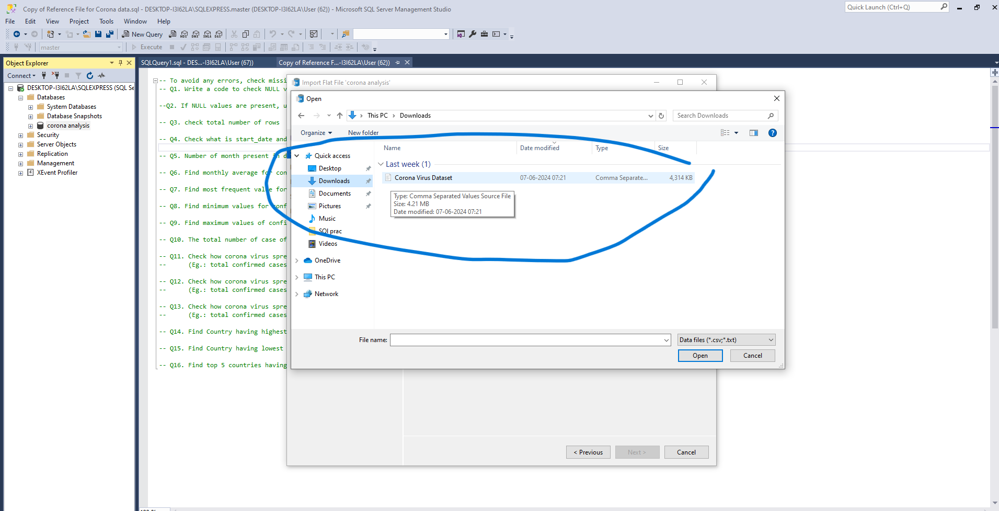 Copy of Reference File for Corona data.sql - DESKTOP-I3I62LA\SQLEXPRESS.master (DESKTOP-I3I62LA\User (62)) - Microsoft SQL Server Management Studio
Quick Launch (Ctrl+Q)
File Edit View Project Tools Window Help
New Query MDX DMX XMLA DAX
master
Execute
Object Explorer
SQLQuery1.sql - DES...-I3I62LA\User (67))
Copy of Reference F...-I3I62LA\User (62))
Connect
DESKTOP-I3I62LA\SQLEXPRESS (SQL Se
Databases
System Databases
Database Snapshots
corona analysis
Security
Server Objects
Replication
Management
XEvent Profiler
-- To avoid any errors, check missi
-- Q1. Write a code to check NULL v
--Q2. If NULL values are present, u
-- Q3. check total number of rows
-- Q4. Check what is start_date and
-- Q5. Number of month present in d
-- Q6. Find monthly average for con
-- Q7. Find most frequent value for
-- Q8. Find minimum values for conf
-- Q9. Find maximum values of confi
-- Q10. The total number of case of
-- Q11. Check how corona virus spre
-- (Eg.: total confirmed cases
-- Q12. Check how corona virus spre
-- (Eg.: total confirmed cases
-- Q13. Check how corona virus spre
-- (Eg.: total confirmed cases
-- Q14. Find Country having highest
-- Q15. Find Country having lowest
-- Q16. Find top 5 countries having
Import Flat File 'corona analysis'
Open
This PC > Downloads
Search Downloads
Organize New folder
Quick access
Desktop
Downloads
Documents
Pictures
Music
SQl prac
Videos
OneDrive
This PC
Network
Name Date modified Type Size
Last week (1)
Corona Virus Dataset 07-06-2024 07:21 Comma Separate... 4,314 KB
Type: Comma Separated Values Source File
Size: 4.21 MB
Date modified: 07-06-2024 07:21
File name: Data files (*.csv;*.txt)
Open Cancel
< Previous Next > Cancel